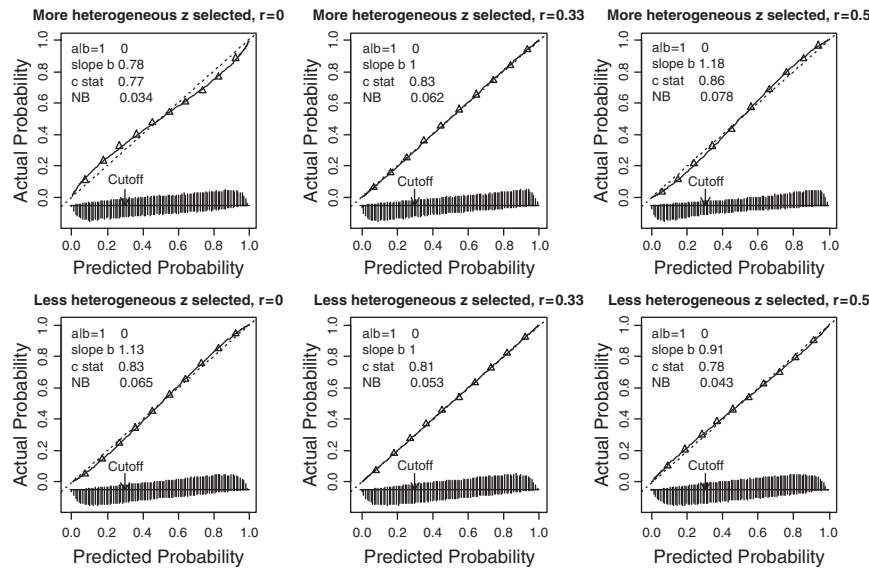 More heterogeneous z selected, r=0
alb=1 0
slope b 0.78
c stat 0.77
NB 0.034
Cutoff
Actual Probability
0.0 0.2 0.4 0.6 0.8 1.0
0.0 0.2 0.4 0.6 0.8 1.0
Predicted Probability
More heterogeneous z selected, r=0.33
alb=1 0
slope b 1
c stat 0.83
NB 0.062
Cutoff
Actual Probability
0.0 0.2 0.4 0.6 0.8 1.0
0.0 0.2 0.4 0.6 0.8 1.0
Predicted Probability
More heterogeneous z selected, r=0.5
alb=1 0
slope b 1.18
c stat 0.86
NB 0.078
Cutoff
Actual Probability
0.0 0.2 0.4 0.6 0.8 1.0
0.0 0.2 0.4 0.6 0.8 1.0
Predicted Probability
Less heterogeneous z selected, r=0
alb=1 0
slope b 1.13
c stat 0.83
NB 0.065
Cutoff
Actual Probability
0.0 0.2 0.4 0.6 0.8 1.0
0.0 0.2 0.4 0.6 0.8 1.0
Predicted Probability
Less heterogeneous z selected, r=0.33
alb=1 0
slope b 1
c stat 0.81
NB 0.053
Cutoff
Actual Probability
0.0 0.2 0.4 0.6 0.8 1.0
0.0 0.2 0.4 0.6 0.8 1.0
Predicted Probability
Less heterogeneous z selected, r=0.5
alb=1 0
slope b 0.91
c stat 0.78
NB 0.043
Cutoff
Actual Probability
0.0 0.2 0.4 0.6 0.8 1.0
0.0 0.2 0.4 0.6 0.8 1.0
Predicted Probability